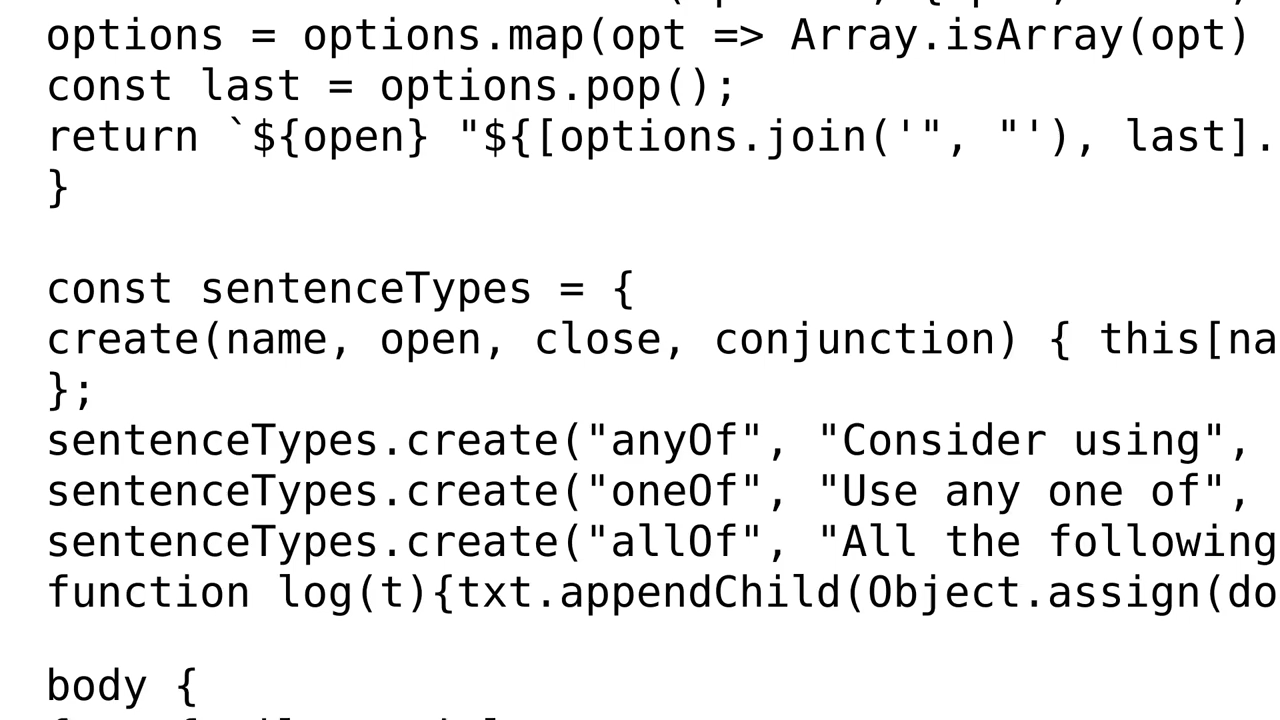 options = options.map(opt => Array.isArray(opt)
const last = options.pop();
return `${open} "${[options.join('", "'), last].
}
const sentenceTypes = {
create(name, open, close, conjunction) { this[na
};
sentenceTypes.create("anyOf", "Consider using",
sentenceTypes.create("oneOf", "Use any one of",
sentenceTypes.create("allOf", "All the following
function log(t){txt.appendChild(Object.assign(do
body {